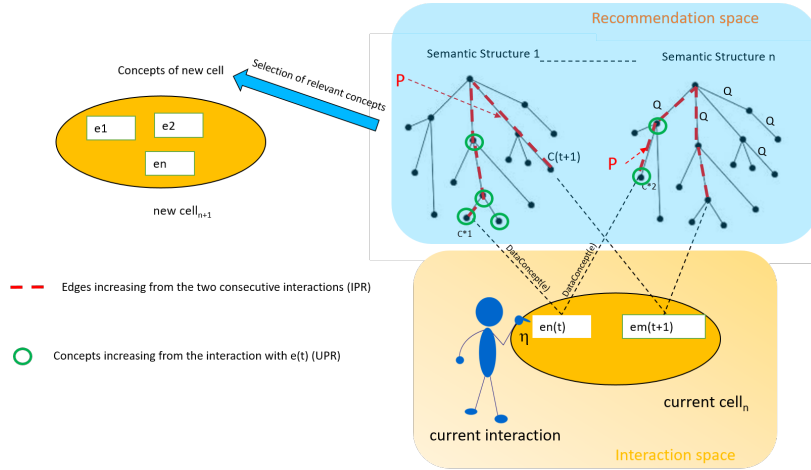 Recommendation space
Semantic Structure 1
Semantic Structure n
Concepts of new cell
Selection of relevant concepts
P
Q
Q
Q
Q
e1
e2
en
C(t+1)
P
C*2
new cell n+1
C*1
DataConcept(e)
DataConcept(e)
Edges increasing from the two consecutive interactions (IPR)
en(t)
em(t+1)
η
Concepts increasing from the interaction with e(t) (UPR)
current cell n
current interaction
Interaction space